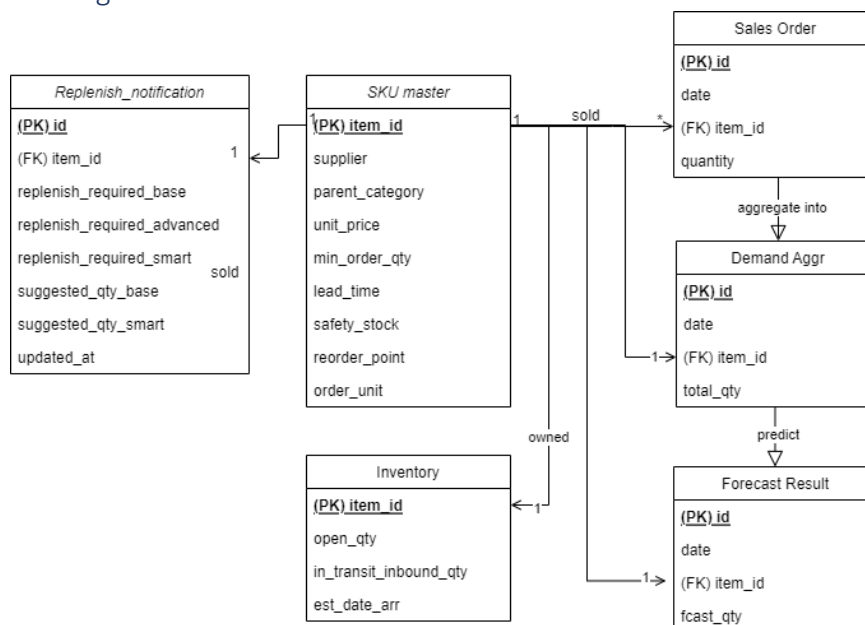 Replenish_notification
(PK) id
(FK) item_id
replenish_required_base
replenish_required_advanced
replenish_required_smart
suggested_qty_base
suggested_qty_smart
updated_at
1
sold
1
SKU master
(PK) item_id
supplier
parent_category
unit_price
min_order_qty
lead_time
safety_stock
reorder_point
order_unit
1
sold
*
owned
1
1
1
Inventory
(PK) item_id
open_qty
in_transit_inbound_qty
est_date_arr
Sales Order
(PK) id
date
(FK) item_id
quantity
aggregate into
Demand Aggr
(PK) id
date
(FK) item_id
total_qty
predict
Forecast Result
(PK) id
date
(FK) item_id
fcast_qty